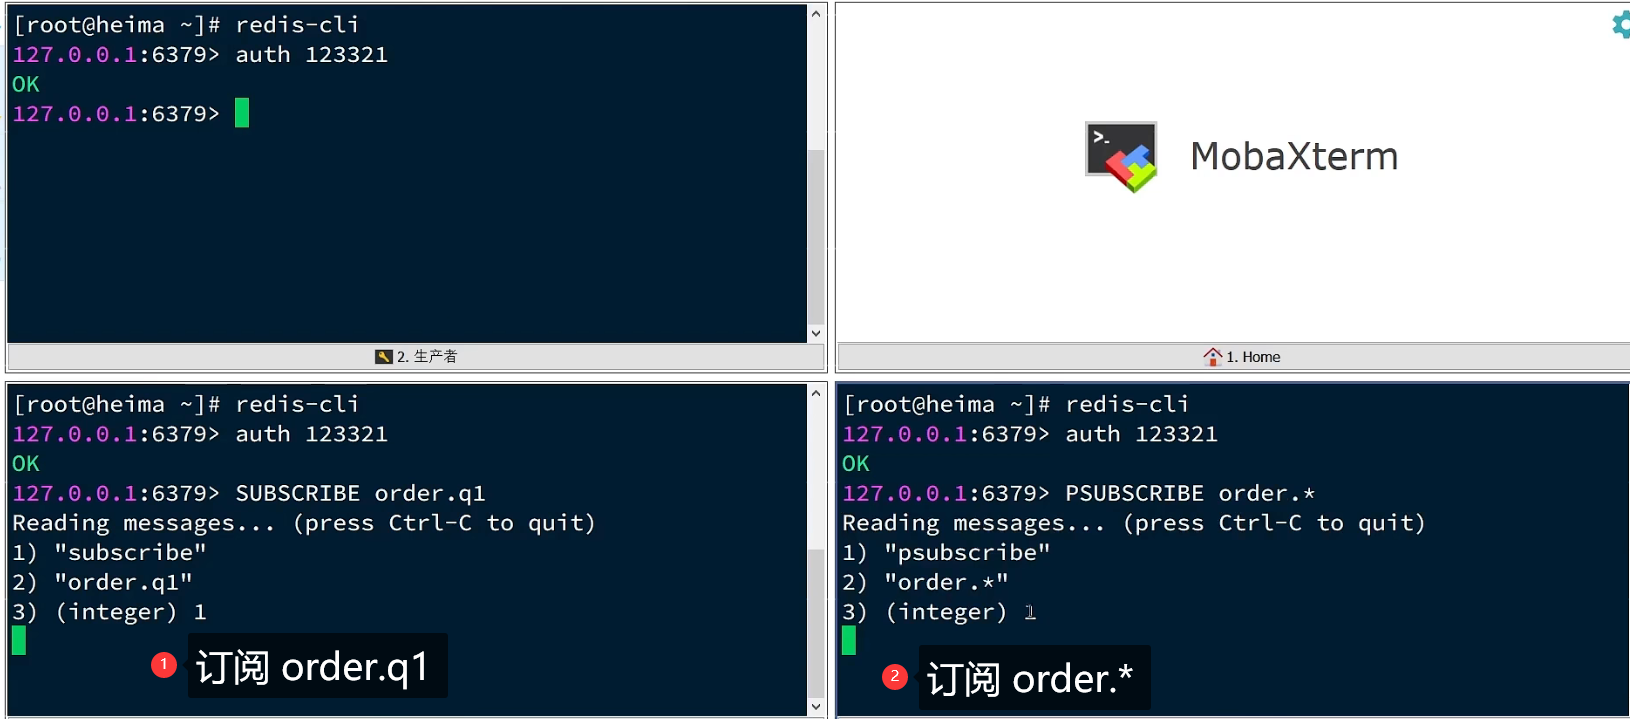 [root@heima ~]# redis-cli
127.0.0.1:6379> auth 123321
OK
127.0.0.1:6379>
2. 生产者
MobaXterm
1. Home
[root@heima ~]# redis-cli
127.0.0.1:6379> auth 123321
OK
127.0.0.1:6379> SUBSCRIBE order.q1
Reading messages... (press Ctrl-C to quit)
1) "subscribe"
2) "order.q1"
3) (integer) 1
1 订阅 order.q1
[root@heima ~]# redis-cli
127.0.0.1:6379> auth 123321
OK
127.0.0.1:6379> PSUBSCRIBE order.*
Reading messages... (press Ctrl-C to quit)
1) "psubscribe"
2) "order.*"
3) (integer) 1
2 订阅 order.*